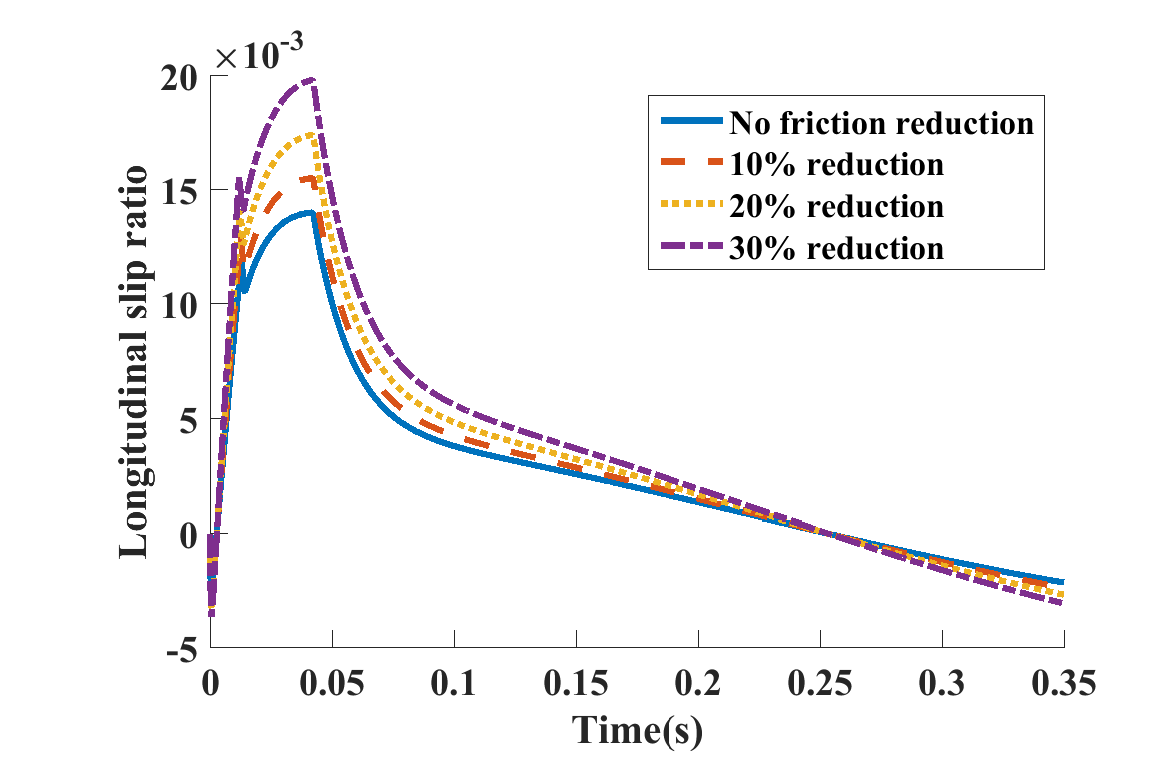 ×10^-3
20
15
10
5
0
-5
Longitudinal slip ratio
No friction reduction
10% reduction
20% reduction
30% reduction
0 0.05 0.1 0.15 0.2 0.25 0.3 0.35
Time(s)